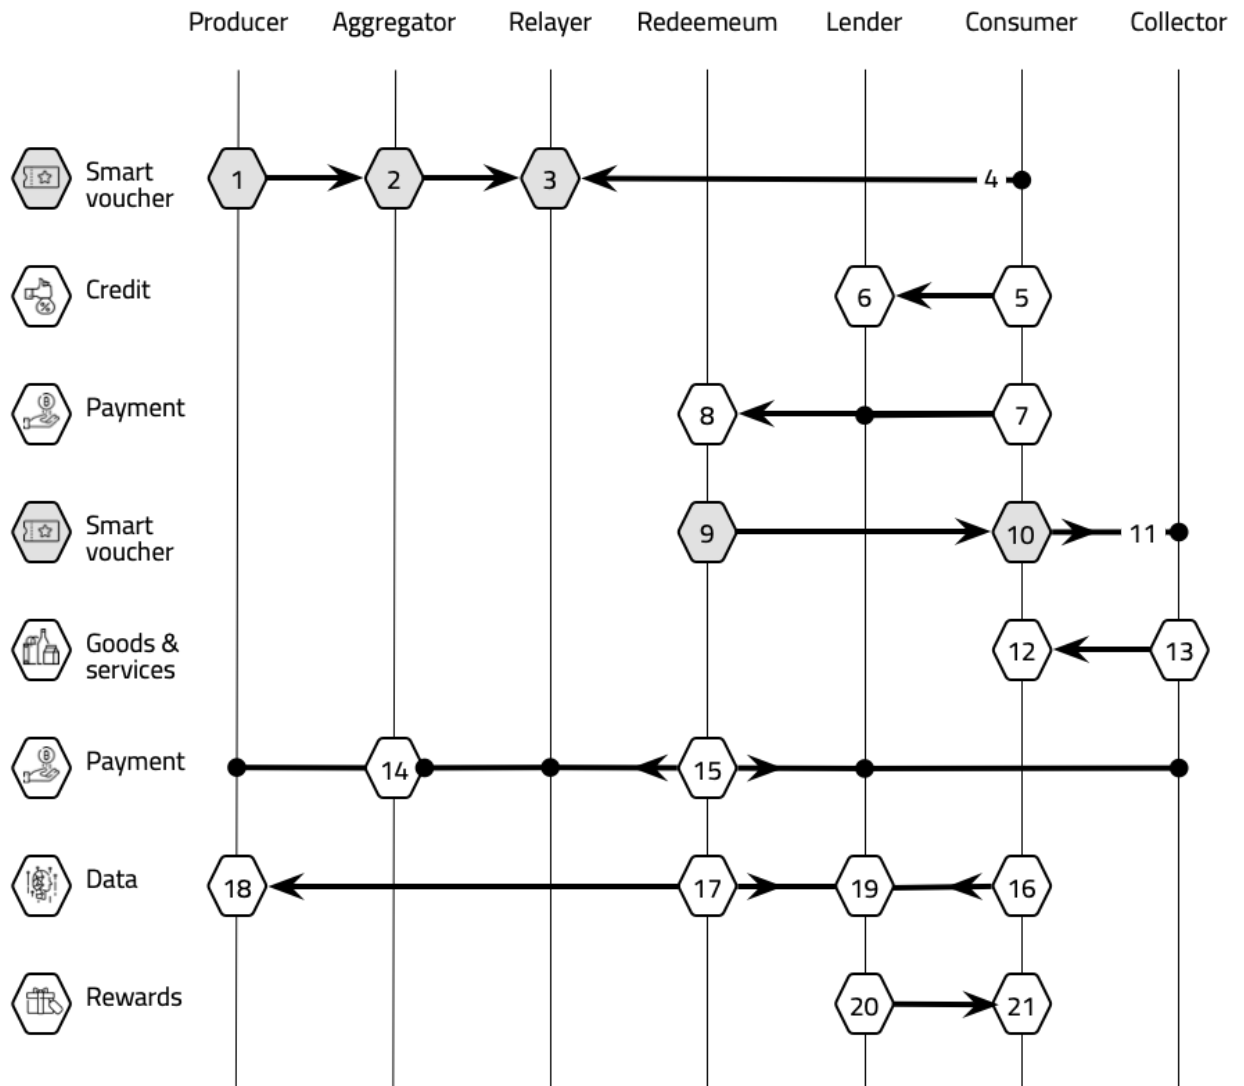 Producer Aggregator Relayer Redeemeum Lender Consumer Collector
Smart
voucher
1 2 3 4
Credit
6 5
Payment
8 7
Smart
voucher
9 10 11
Goods &
services
12 13
Payment
14 15
Data
18 17 19 16
Rewards
20 21